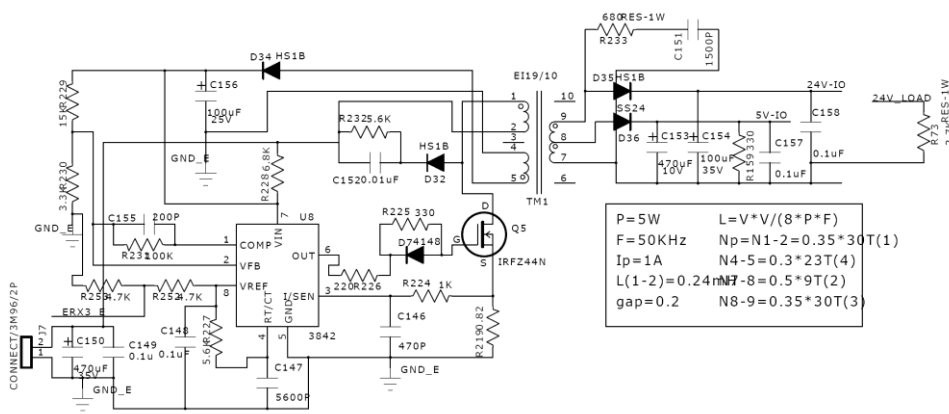 680 RES-1W
R233
C151
1500P
D34 HS1B
C156
100uF
25V
GND_E
15K R229
3.3K R230
GND_E
R232 5.6K
C152 0.01uF
HS1B
D32
R228 6.8K
EI19/10
1
2
3
4
5
10
9
8
7
6
TM1
D35 HS1B
SS24
D36
24V-IO
5V-IO
C153
470uF
10V
C154
100uF
35V
R159 330
C157
0.1uF
C158
0.1uF
24V_LOAD
R73
2.7K
RES-1W
C155
200P
R231 100K
7
VIN
U8
1
COMP
2
VFB
8
VREF
RT/CT
4
GND
5
OUT
6
I/SEN
3
3842
R225 330
D7 4148
220 R226
D
G
S
Q5
IRFZ44N
R224 1K
C146
470P
GND_E
R219 0.82
R253 4.7K
R252 4.7K
ERX3_E
C148
0.1uF
5.6K R227
C147
5600P
J7
CONNECT/3M96/2P
2
1
C150
470uF
35V
C149
0.1u
GND_E
P=5W L=V*V/(8*P*F)
F=50KHz Np=N1-2=0.35*30T(1)
Ip=1A N4-5=0.3*23T(4)
L(1-2)=0.24mH N7-8=0.5*9T(2)
gap=0.2 N8-9=0.35*30T(3)